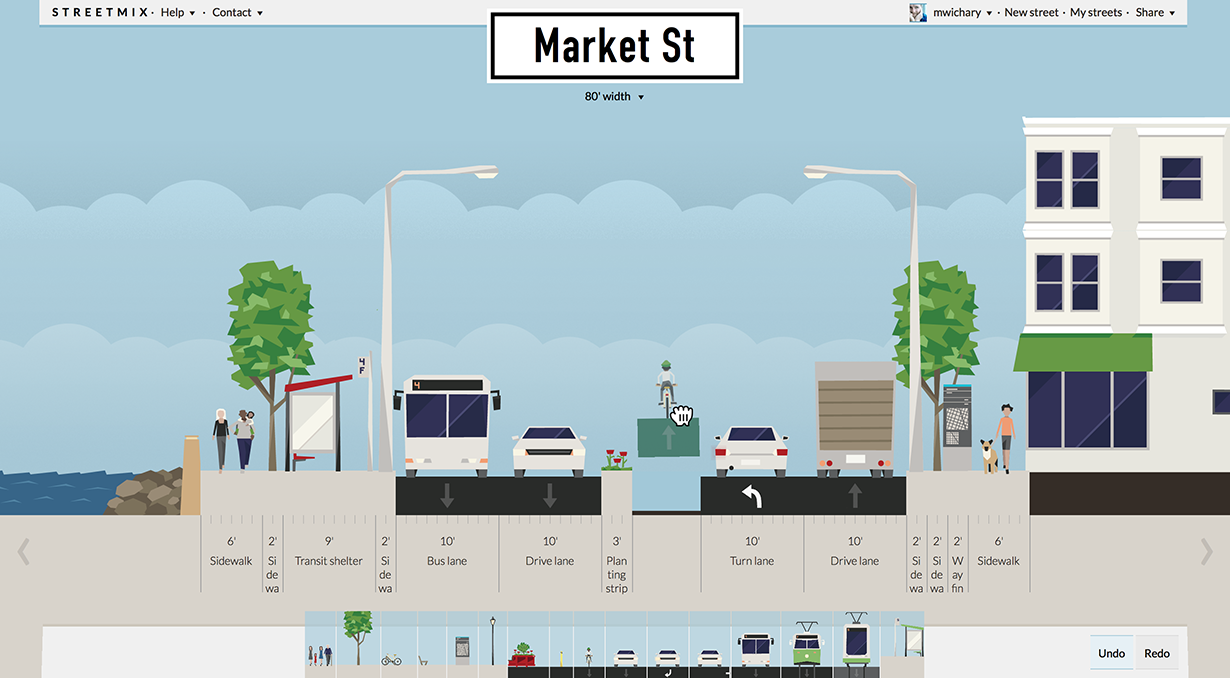 STREETMIX · Help ▾ · Contact ▾
mwichary ▾ · New street · My streets · Share ▾
Market St
80' width ▾
4
F
4
6'
Sidewalk
2'
Si
de
wa
9'
Transit shelter
2'
Si
de
wa
10'
Bus lane
10'
Drive lane
3'
Plan
ting
strip
10'
Turn lane
10'
Drive lane
2'
Si
de
wa
2'
Si
de
wa
2'
W
ay
fin
6'
Sidewalk
Undo
Redo